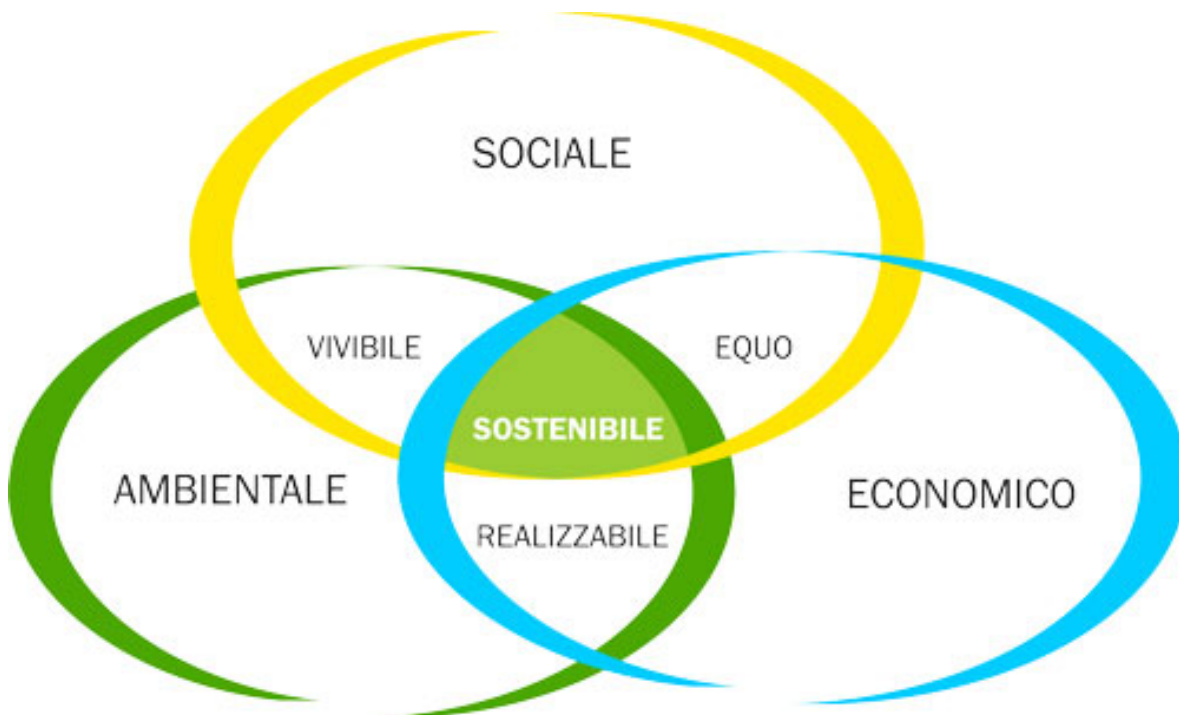 SOCIALE
VIVIBILE
EQUO
SOSTENIBILE
AMBIENTALE
ECONOMICO
REALIZZABILE